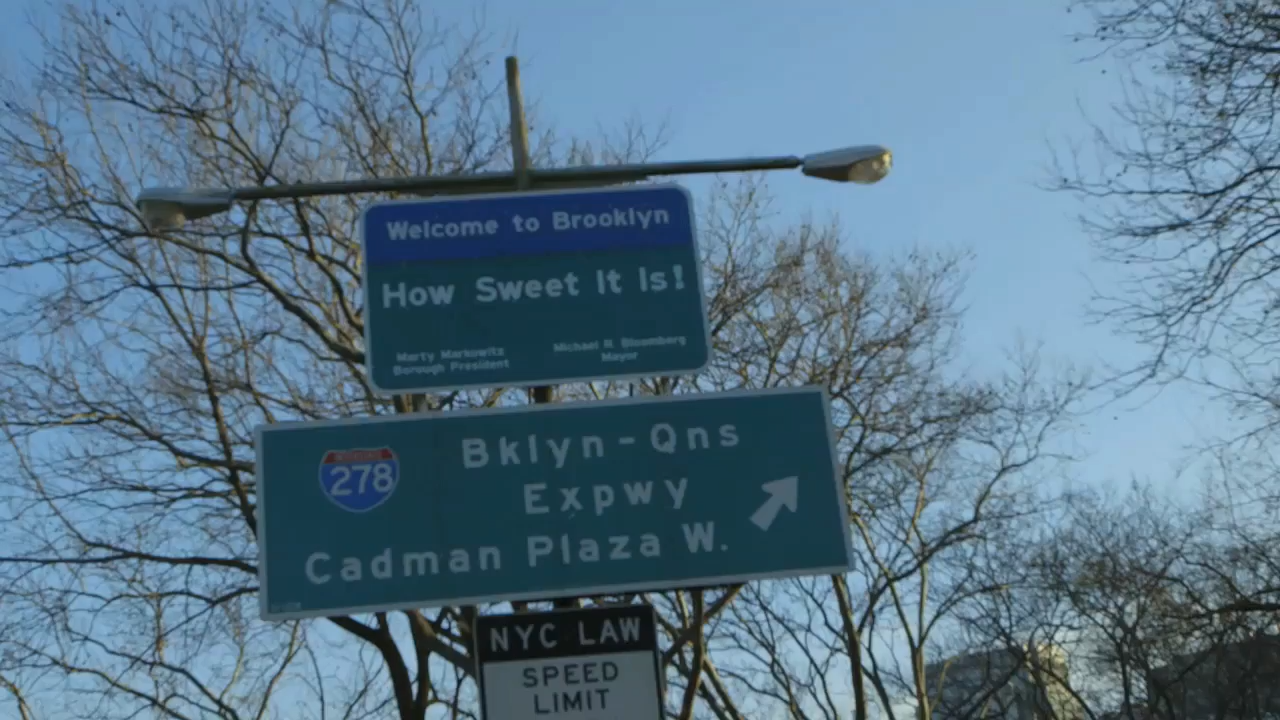 Welcome to Brooklyn
How Sweet It Is!
Marty Markowitz
Borough President
Michael R. Bloomberg
Mayor
278
Bklyn-Qns
Expwy
Cadman Plaza W.
NYC LAW
SPEED
LIMIT